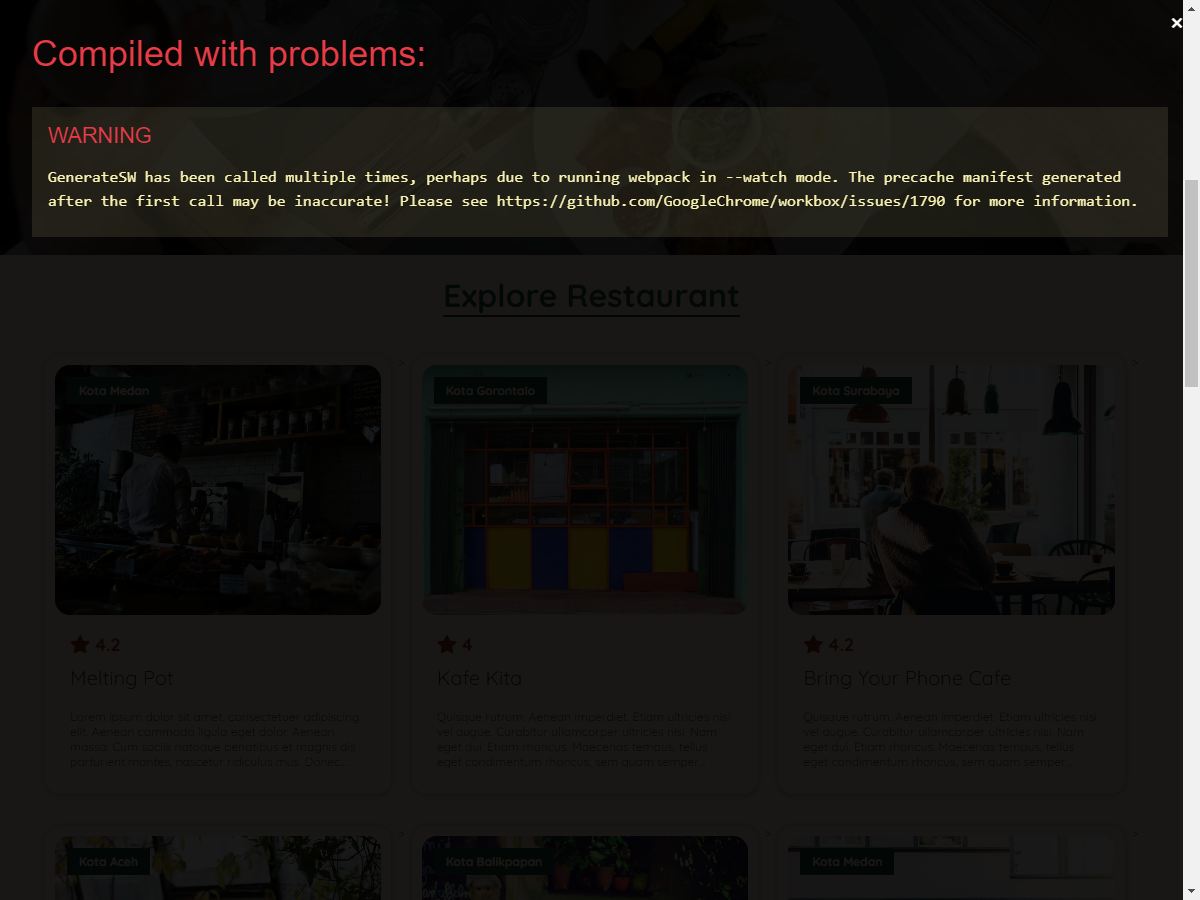 ×
Compiled with problems:
WARNING
GenerateSW has been called multiple times, perhaps due to running webpack in --watch mode. The precache manifest generated
after the first call may be inaccurate! Please see https://github.com/GoogleChrome/workbox/issues/1790 for more information.
Explore Restaurant
Kota Medan
Kota Gorontalo
Kota Surabaya
4.2
4
4.2
Melting Pot
Kafe Kita
Bring Your Phone Cafe
Lorem ipsum dolor sit amet, consectetuer adipiscing
elit. Aenean commodo ligula eget dolor. Aenean
massa. Cum sociis natoque penatibus et magnis dis
parturient montes, nascetur ridiculus mus. Donec...
Quisque rutrum. Aenean imperdiet. Etiam ultricies nisi
vel augue. Curabitur ullamcorper ultricies nisi. Nam
eget dui. Etiam rhoncus. Maecenas tempus, tellus
eget condimentum rhoncus, sem quam semper...
Quisque rutrum. Aenean imperdiet. Etiam ultricies nisi
vel augue. Curabitur ullamcorper ultricies nisi. Nam
eget dui. Etiam rhoncus. Maecenas tempus, tellus
eget condimentum rhoncus, sem quam semper...
Kota Aceh
Kota Balikpapan
Kota Medan